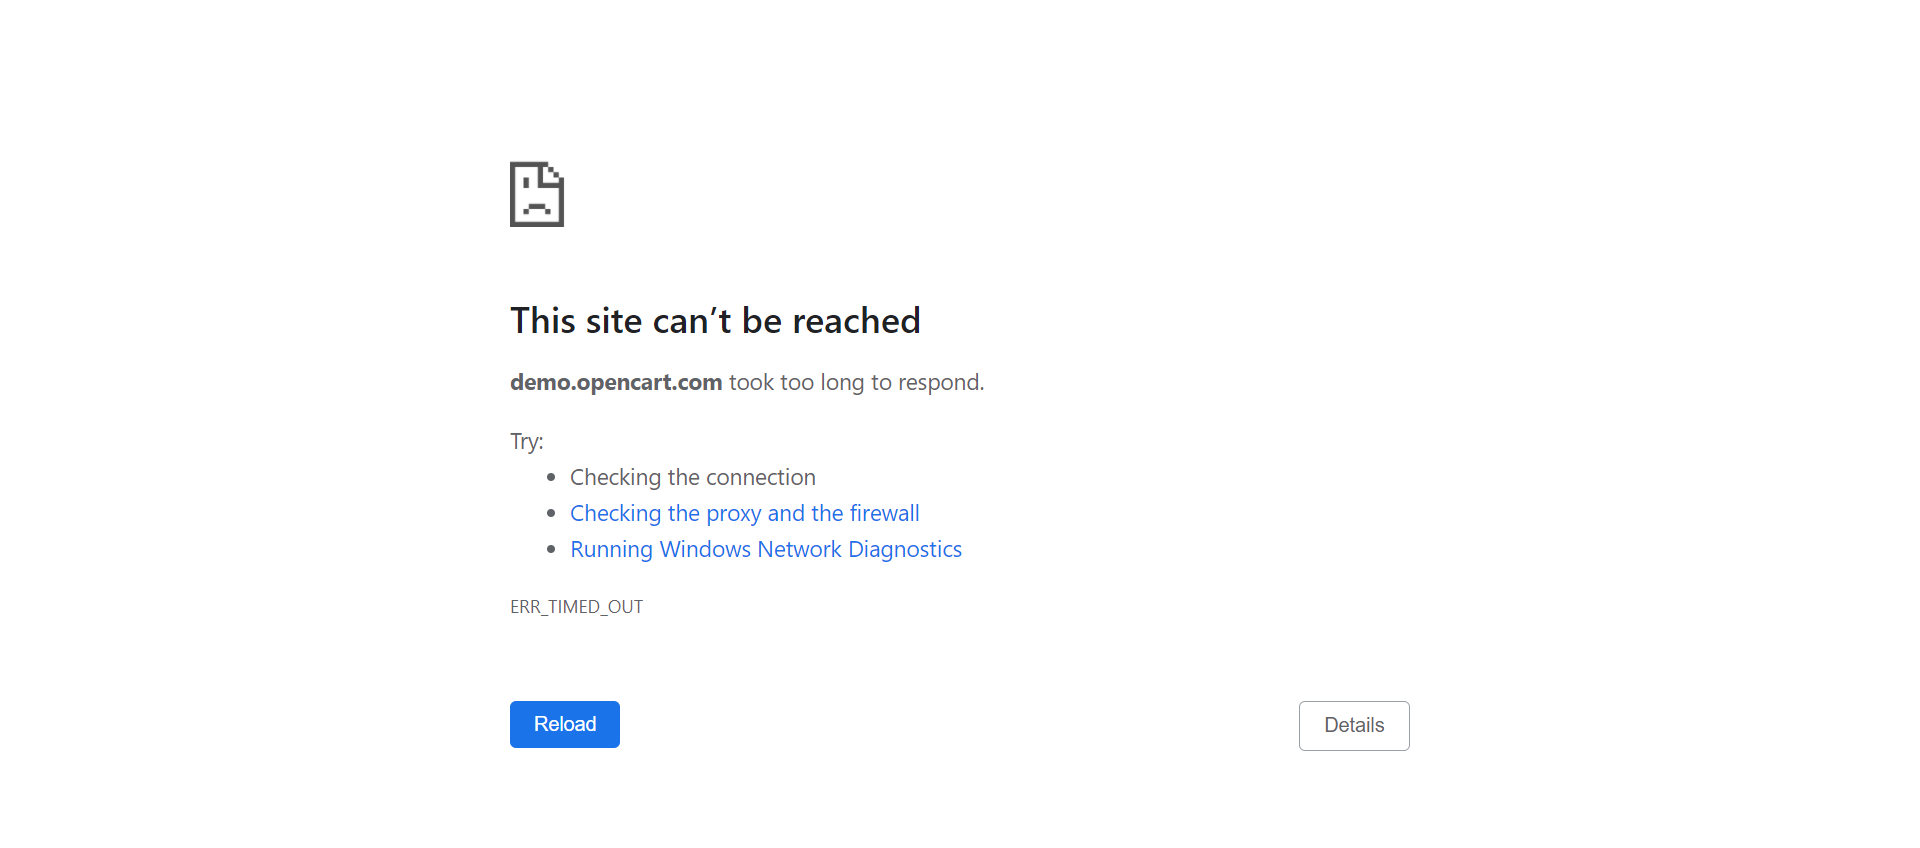 This site can’t be reached
demo.opencart.com took too long to respond.
Try:
Checking the connection
Checking the proxy and the firewall
Running Windows Network Diagnostics
ERR_TIMED_OUT
Reload
Details